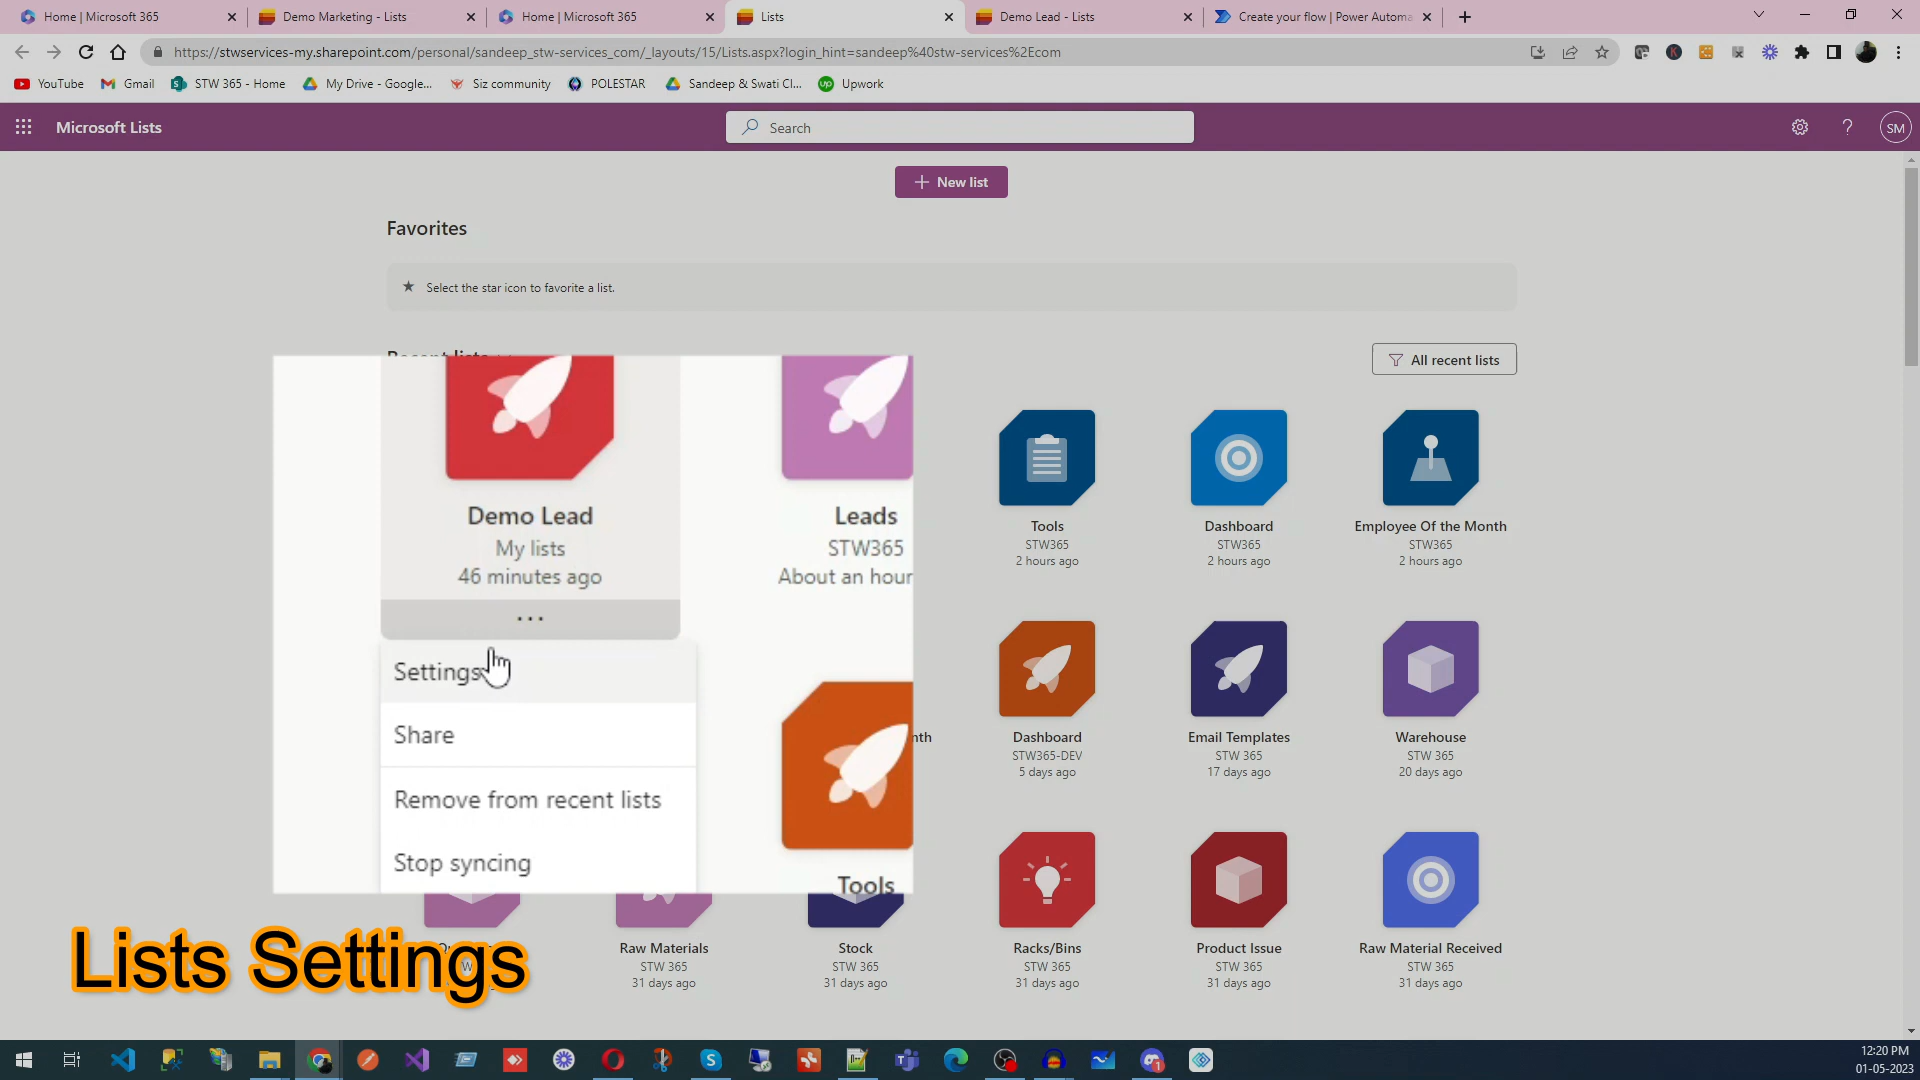 Home | Microsoft 365
Demo Marketing - Lists
Home | Microsoft 365
Lists
Demo Lead - Lists
Create your flow | Power Automa
https://stwservices-my.sharepoint.com/personal/sandeep_stw-services_com/_layouts/15/Lists.aspx?login_hint=sandeep%40stw-services%2Ecom
YouTube
Gmail
STW 365 - Home
My Drive - Google...
Siz community
POLESTAR
Sandeep & Swati Cl...
up
Upwork
Microsoft Lists
Search
?
SM
+ New list
Favorites
Select the star icon to favorite a list.
All recent lists
Demo Lead
My lists
46 minutes ago
...
Settings
Share
Remove from recent lists
Stop syncing
Leads
STW365
About an hour
Tools
Tools
STW365
2 hours ago
Dashboard
STW365
2 hours ago
Employee Of the Month
STW365
2 hours ago
nth
Dashboard
STW365-DEV
5 days ago
Email Templates
STW 365
17 days ago
Warehouse
STW 365
20 days ago
Raw Materials
STW 365
31 days ago
Stock
STW 365
31 days ago
Racks/Bins
STW 365
31 days ago
Product Issue
STW 365
31 days ago
Raw Material Received
STW 365
31 days ago
Lists Settings
12:20 PM
01-05-2023